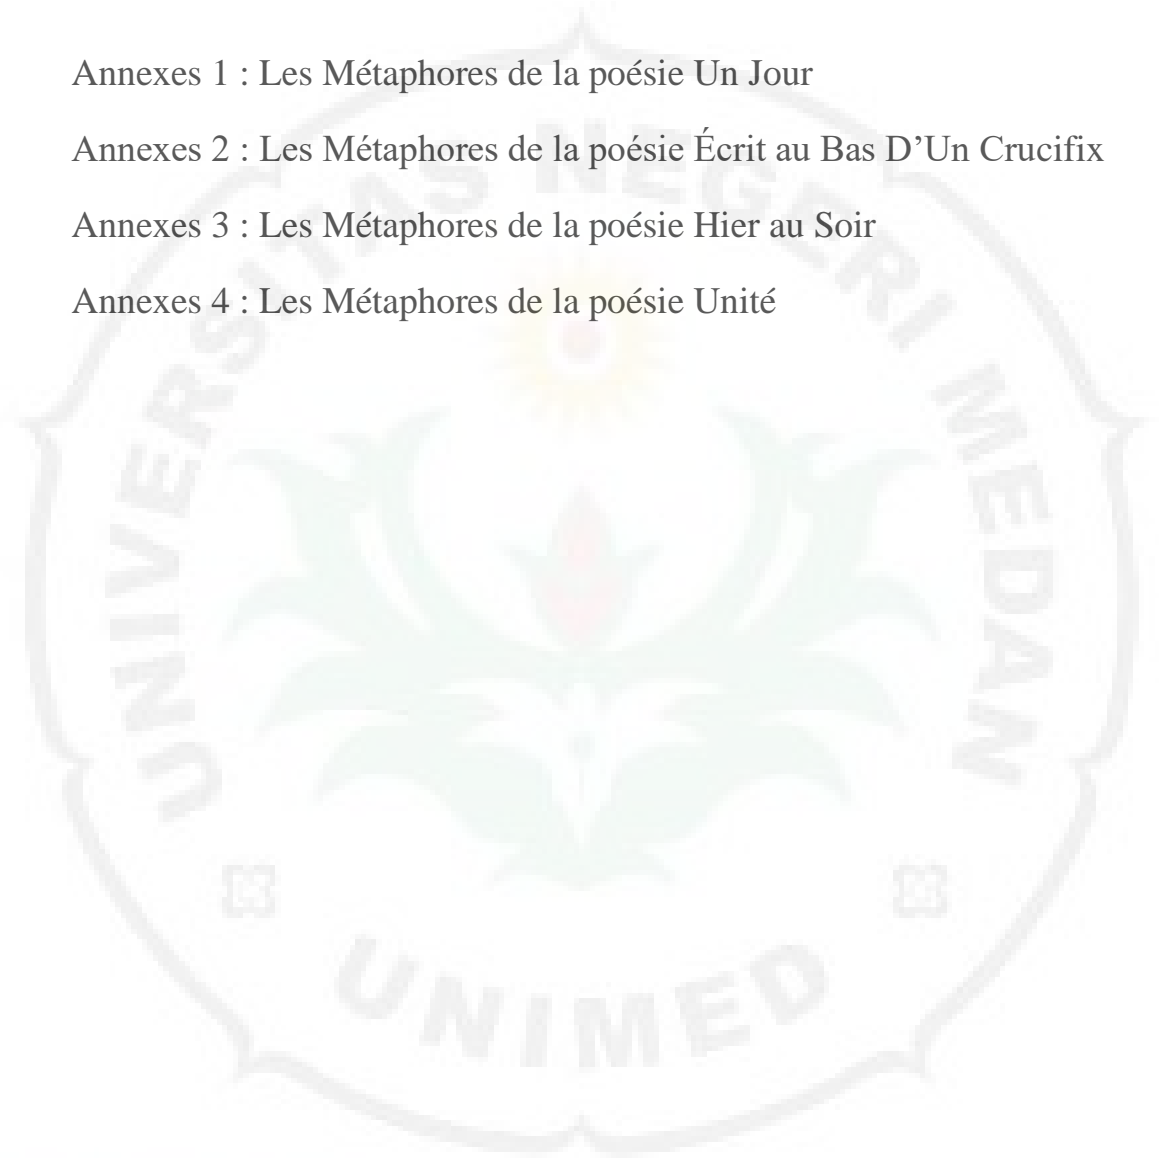 Annexes 1 : Les Métaphores de la poésie Un Jour
Annexes 2 : Les Métaphores de la poésie Écrit au Bas D’Un Crucifix
Annexes 3 : Les Métaphores de la poésie Hier au Soir
Annexes 4 : Les Métaphores de la poésie Unité
UNIVERSITAS NEGERI MEDAN
UNIMED